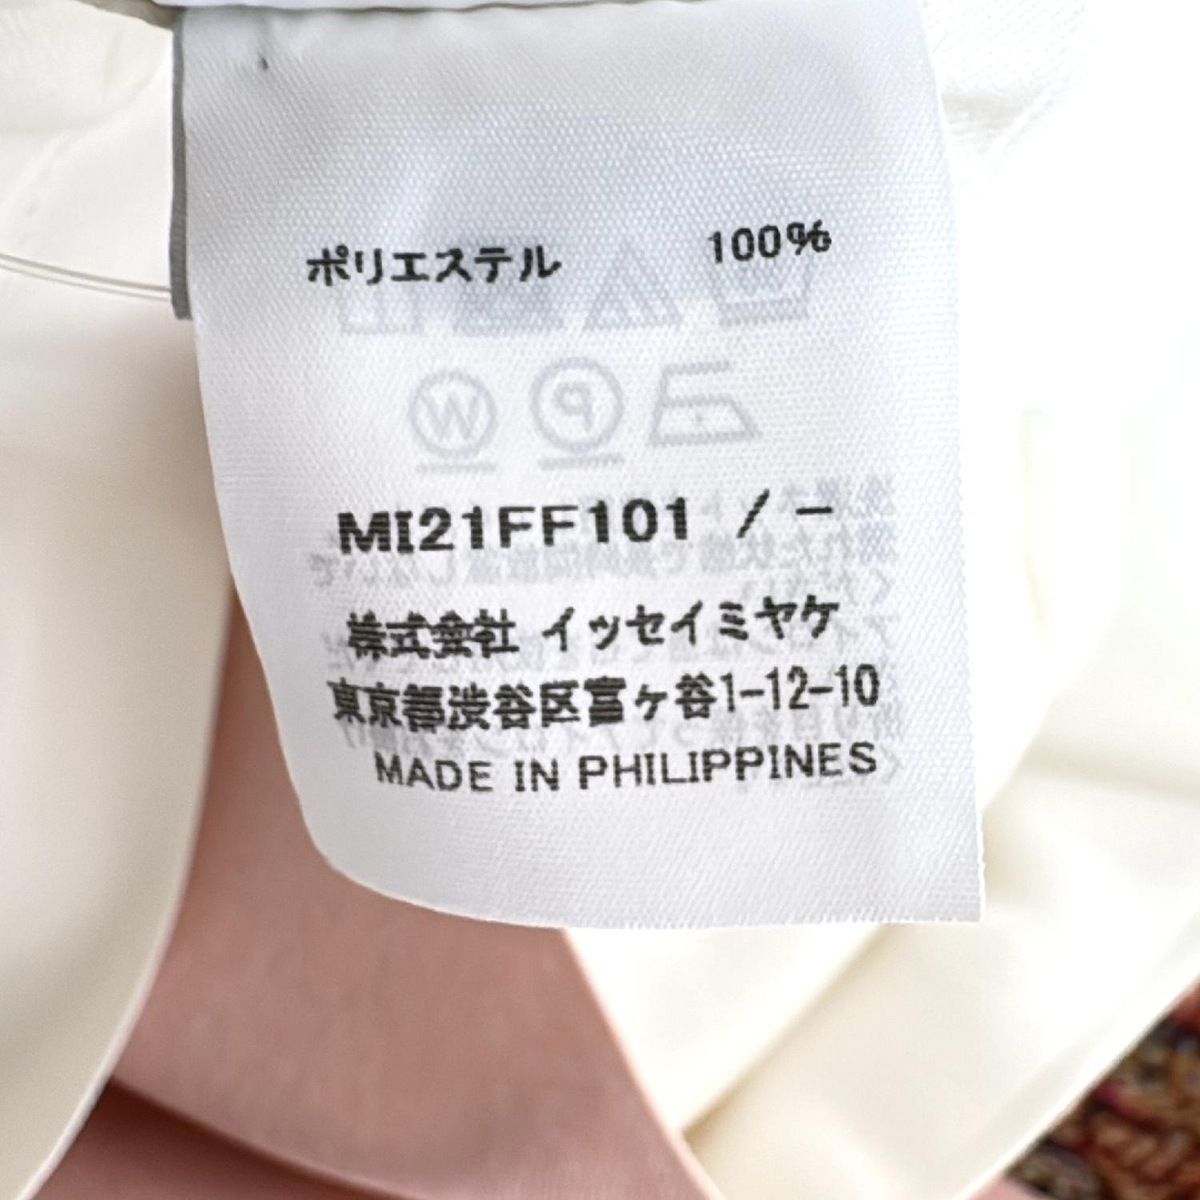 ポリエステル 100%
MI21FF101 / -
株式会社 イッセイミヤケ
東京都渋谷区富ヶ谷1-12-10
MADE IN PHILIPPINES